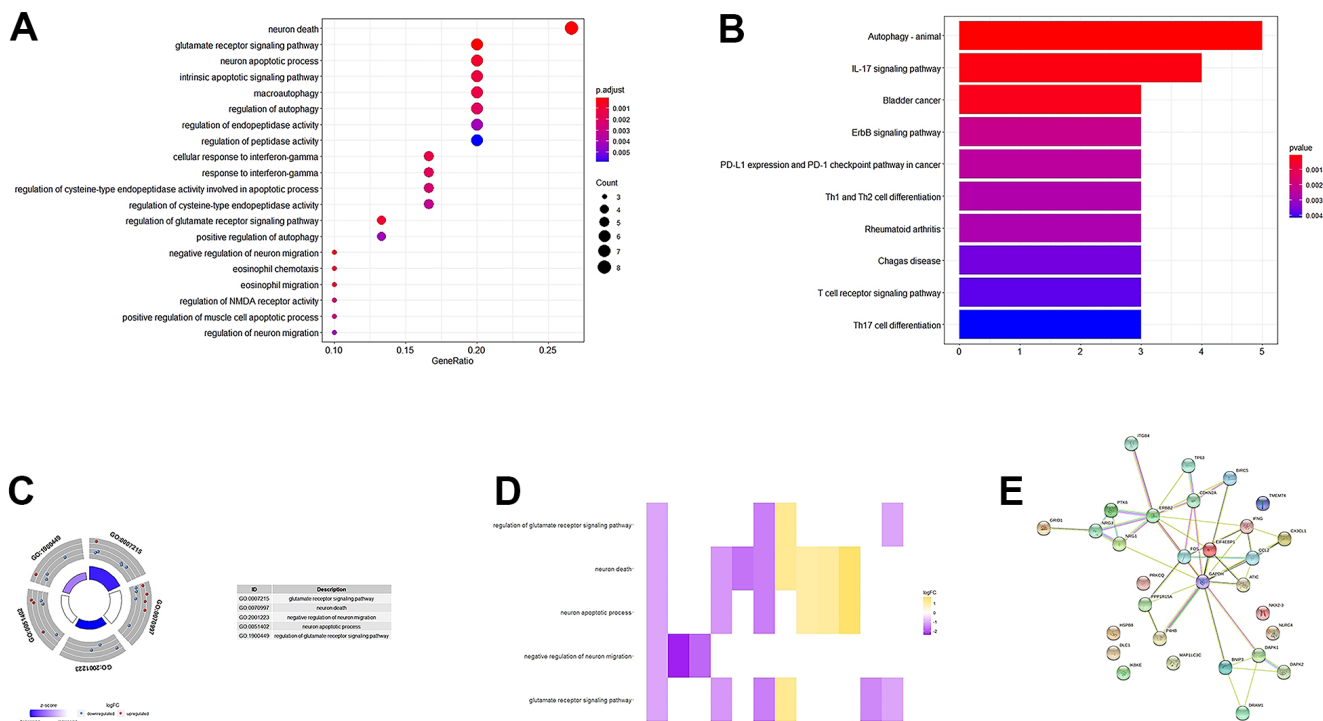 A
neuron death
glutamate receptor signaling pathway
neuron apoptotic process
intrinsic apoptotic signaling pathway
macroautophagy
regulation of autophagy
regulation of endopeptidase activity
regulation of peptidase activity
cellular response to interferon-gamma
response to interferon-gamma
regulation of cysteine-type endopeptidase activity involved in apoptotic process
regulation of cysteine-type endopeptidase activity
regulation of glutamate receptor signaling pathway
positive regulation of autophagy
negative regulation of neuron migration
eosinophil chemotaxis
eosinophil migration
regulation of NMDA receptor activity
positive regulation of muscle cell apoptotic process
regulation of neuron migration
0.10 0.15 0.20 0.25
GeneRatio
p.adjust
0.001
0.002
0.003
0.004
0.005
Count
3
4
5
6
7
8
B
Autophagy - animal
IL-17 signaling pathway
Bladder cancer
ErbB signaling pathway
PD-L1 expression and PD-1 checkpoint pathway in cancer
Th1 and Th2 cell differentiation
Rheumatoid arthritis
Chagas disease
T cell receptor signaling pathway
Th17 cell differentiation
0 1 2 3 4 5
pvalue
0.001
0.002
0.003
0.004
C
GO:1900449
GO:0007215
GO:0070997
GO:2001223
GO:0051402
z-score
logFC
downregulated
upregulated
ID Description
GO:0007215 glutamate receptor signaling pathway
GO:0070997 neuron death
GO:2001223 negative regulation of neuron migration
GO:0051402 neuron apoptotic process
GO:1900449 regulation of glutamate receptor signaling pathway
D
regulation of glutamate receptor signaling pathway
neuron death
neuron apoptotic process
negative regulation of neuron migration
glutamate receptor signaling pathway
logFC
1
0
-1
-2
E
ITGB4
TP63
BIRC5
CDKN2A
TMEM74
PTK6
ERBB2
GRID1
NRG3
NRG1
IFNG
CX3CL1
EIF4EBP1
FOS
CCL2
GAPDH
ATIC
PRKCQ
PPP1R15A
NKX2-3
HSPB8
P4HB
NLRC4
DLC1
MAP1LC3C
DAPK1
IKBKE
BNIP3
DAPK2
DRAM1